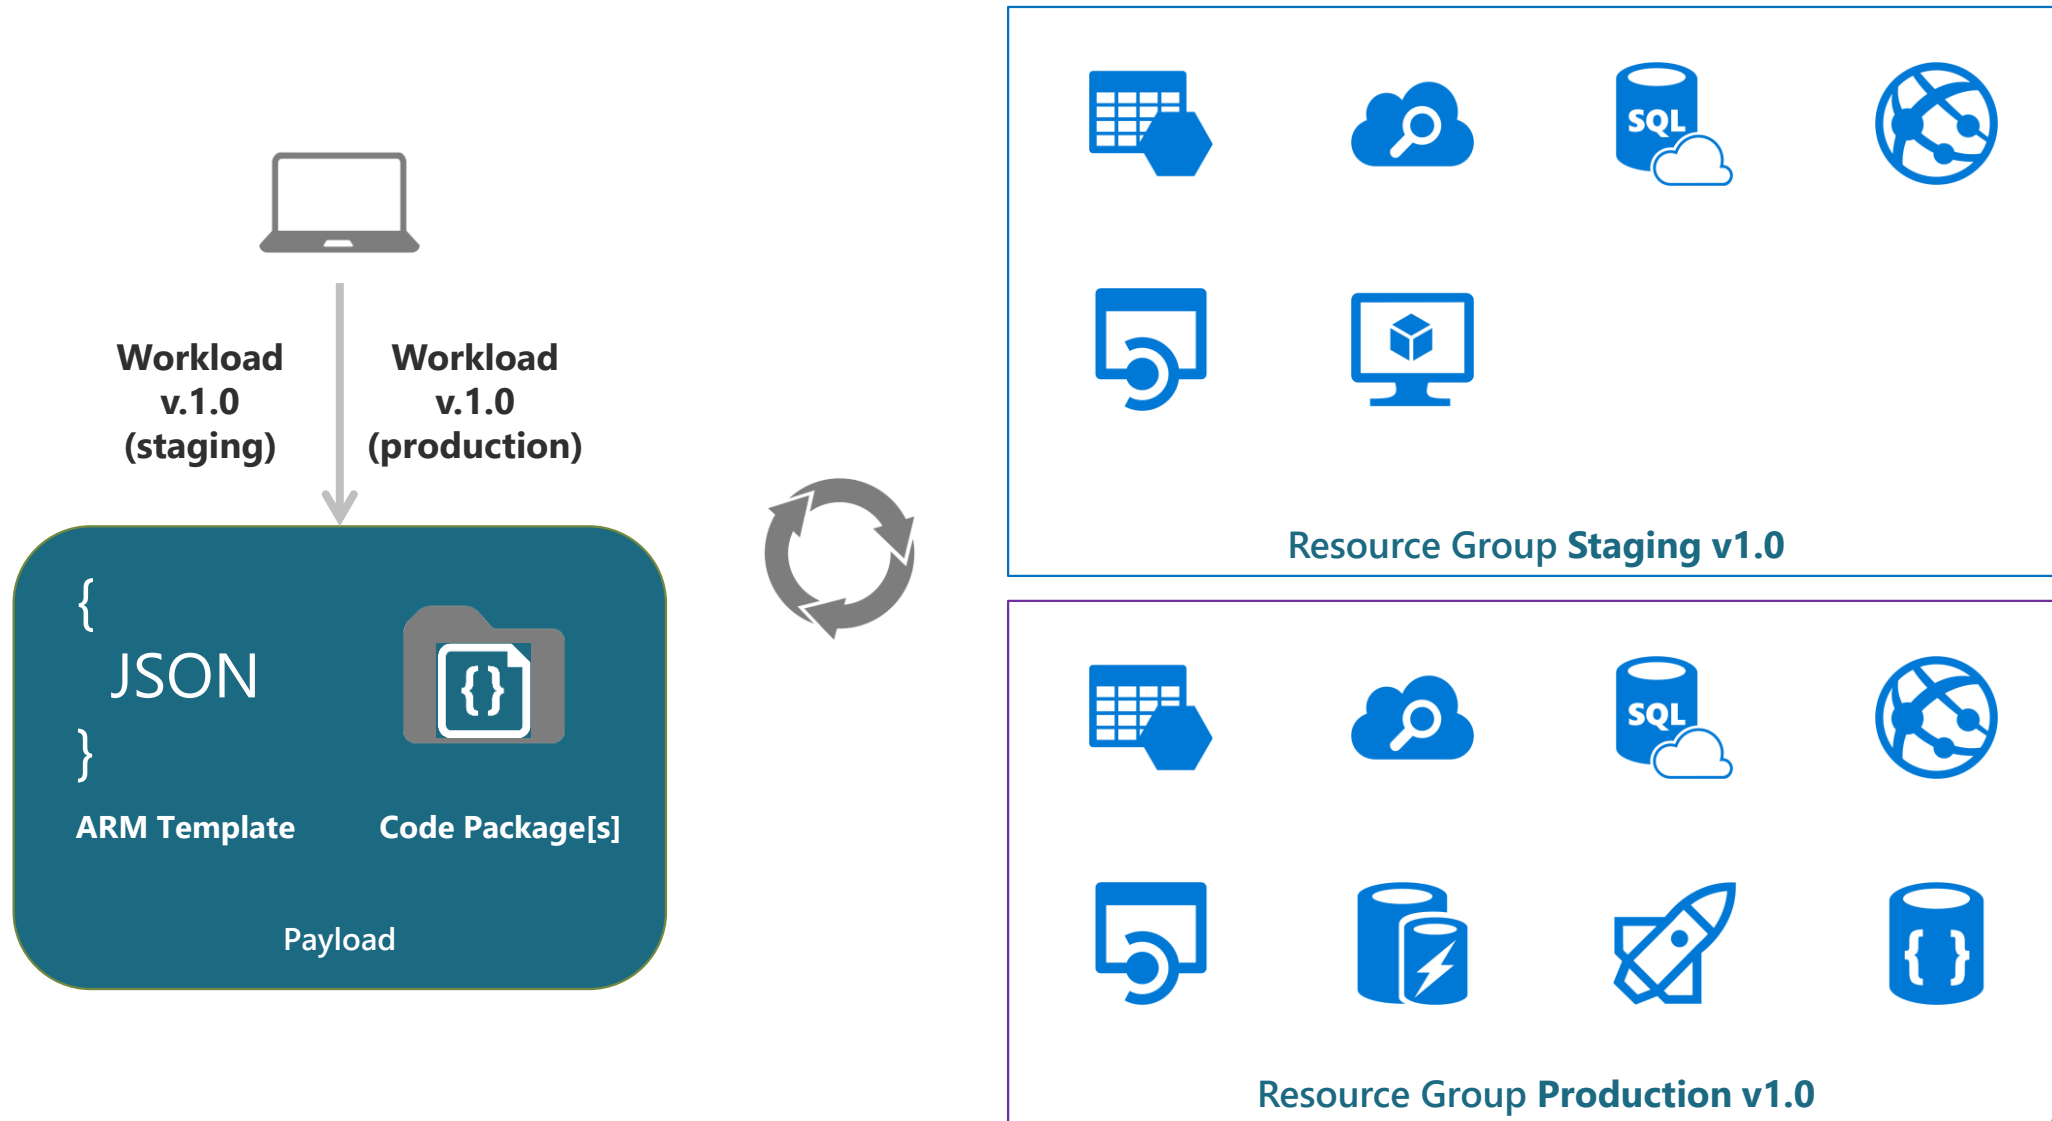 Workload
v.1.0
(staging)
Workload
v.1.0
(production)
{
JSON
}
{ }
ARM Template
Code Package[s]
Payload
SQL
Resource Group Staging v1.0
SQL
{ }
Resource Group Production v1.0